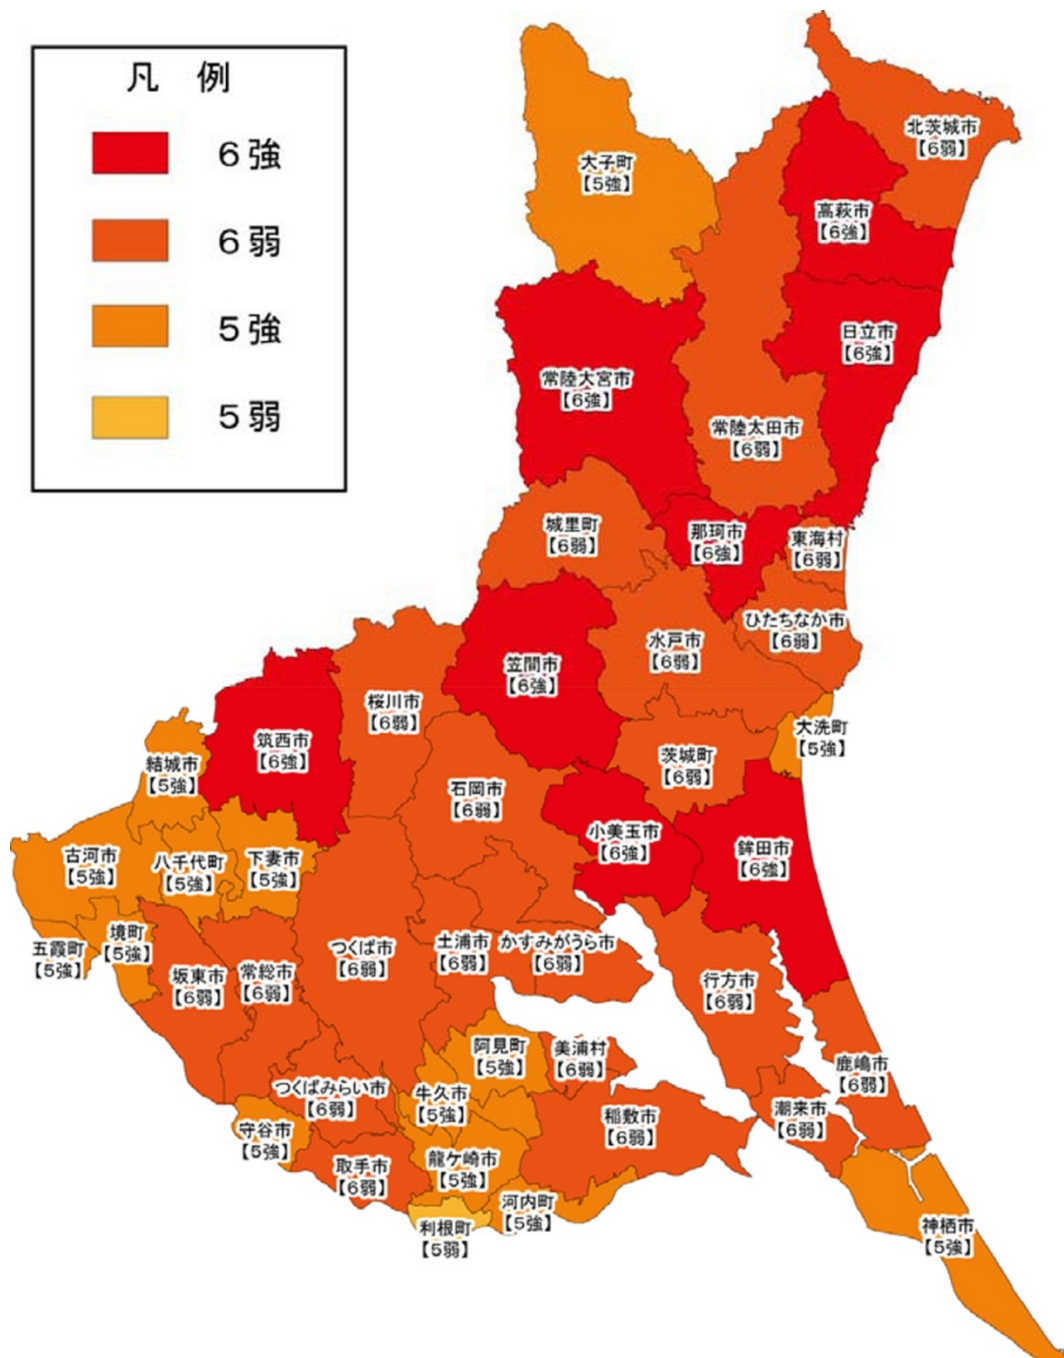 凡 例
６強
６弱
５強
５弱
北茨城市
【6弱】
大子町
【5強】
高萩市
【6強】
日立市
【6強】
常陸大宮市
【6強】
常陸太田市
【6弱】
城里町
【6弱】
那珂市
【6強】
東海村
【6弱】
ひたちなか市
【6弱】
水戸市
【6弱】
笠間市
【6強】
桜川市
【6弱】
筑西市
【6強】
大洗町
【5強】
茨城町
【6弱】
結城市
【5強】
石岡市
【6弱】
小美玉市
【6強】
鉾田市
【6強】
古河市
【5強】
八千代町
【5強】
下妻市
【5強】
五霞町
【5強】
境町
【5強】
坂東市
【6弱】
常総市
【6弱】
つくば市
【6弱】
土浦市
【6弱】
かすみがうら市
【6弱】
行方市
【6弱】
阿見町
【5強】
美浦村
【6弱】
鹿嶋市
【6弱】
つくばみらい市
【6弱】
牛久市
【5強】
稲敷市
【6弱】
潮来市
【6弱】
守谷市
【5強】
取手市
【6弱】
龍ケ崎市
【5強】
河内町
【5強】
利根町
【5弱】
神栖市
【5強】